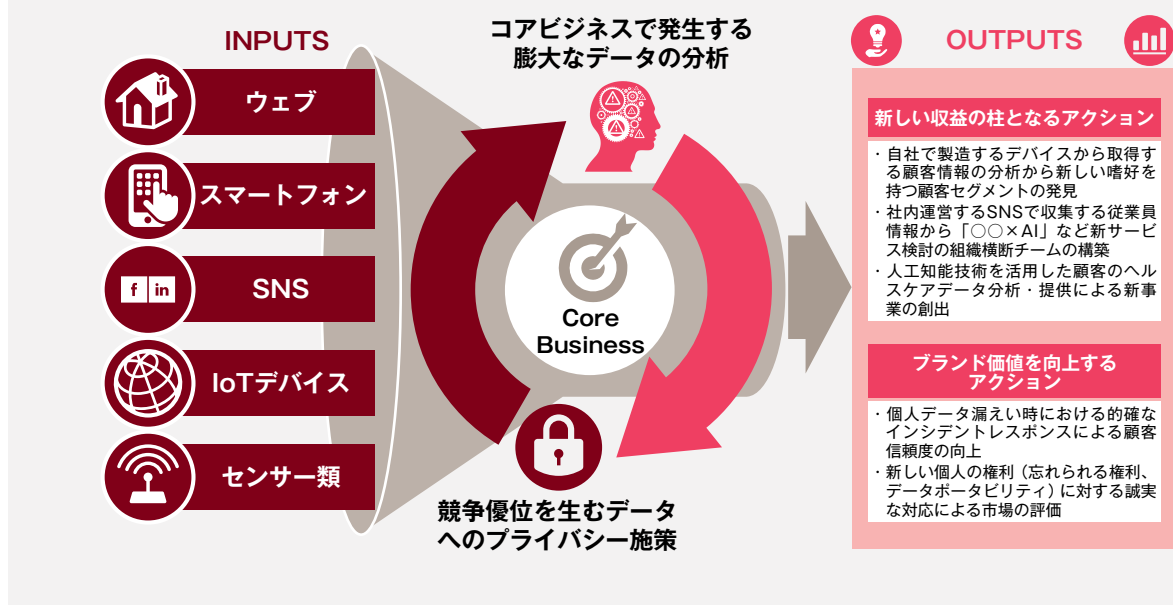 INPUTS
ウェブ
スマートフォン
f in
SNS
IoTデバイス
センサー類
コアビジネスで発生する
膨大なデータの分析
Core
Business
競争優位を生むデータ
へのプライバシー施策
OUTPUTS
新しい収益の柱となるアクション
・自社で製造するデバイスから取得す
る顧客情報の分析から新しい嗜好を
持つ顧客セグメントの発見
・社内運営するSNSで収集する従業員
情報から「○○×AI」など新サービ
ス検討の組織横断チームの構築
・人工知能技術を活用した顧客のヘル
スケアデータ分析・提供による新事
業の創出
ブランド価値を向上する
アクション
・個人データ漏えい時における的確な
インシデントレスポンスによる顧客
信頼度の向上
・新しい個人の権利（忘れられる権利、
データポータビリティ）に対する誠実
な対応による市場の評価